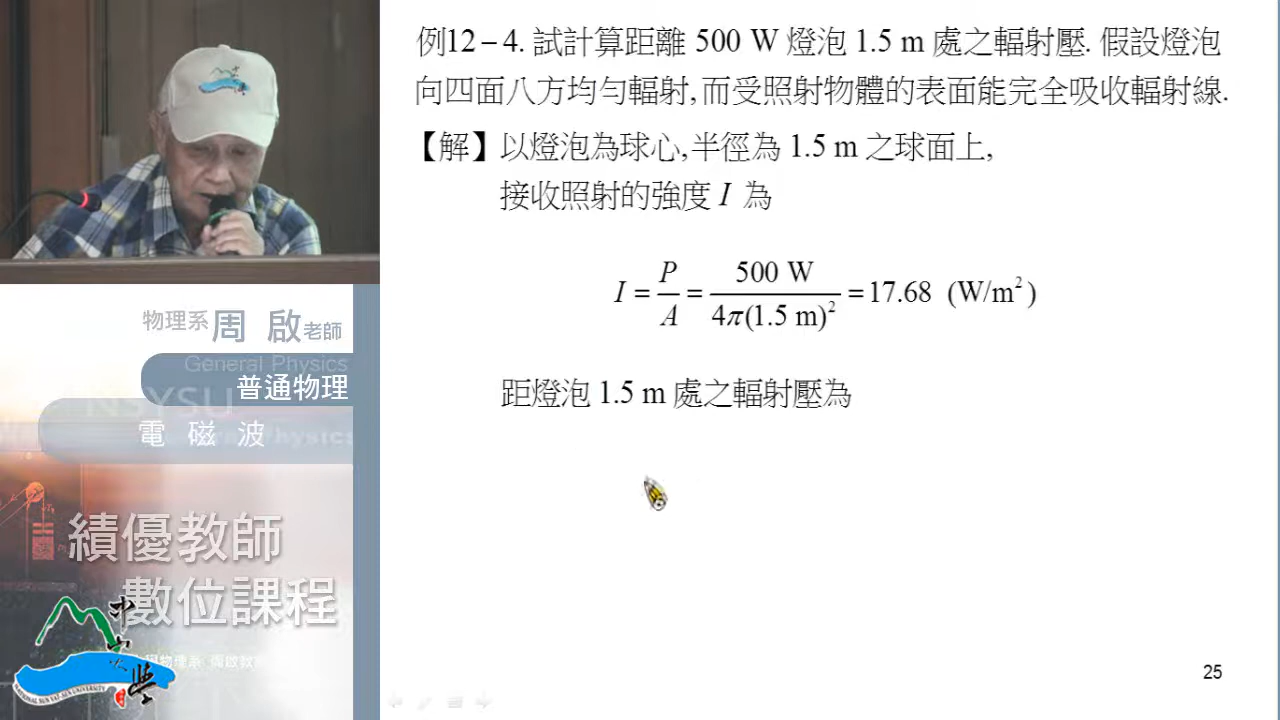 例12－4. 試計算距離 500 W 燈泡 1.5 m 處之輻射壓. 假設燈泡
向四面八方均勻輻射,而受照射物體的表面能完全吸收輻射線.
【解】以燈泡為球心,半徑為 1.5 m 之球面上,
接收照射的強度 I 為
I = P/A = 500 W / 4π(1.5 m)² = 17.68 (W/m²)
距燈泡 1.5 m 處之輻射壓為
25
物理系 周 啟 老師
General Physics
普通物理
NSYSU
電 磁 波
績優教師
數位課程